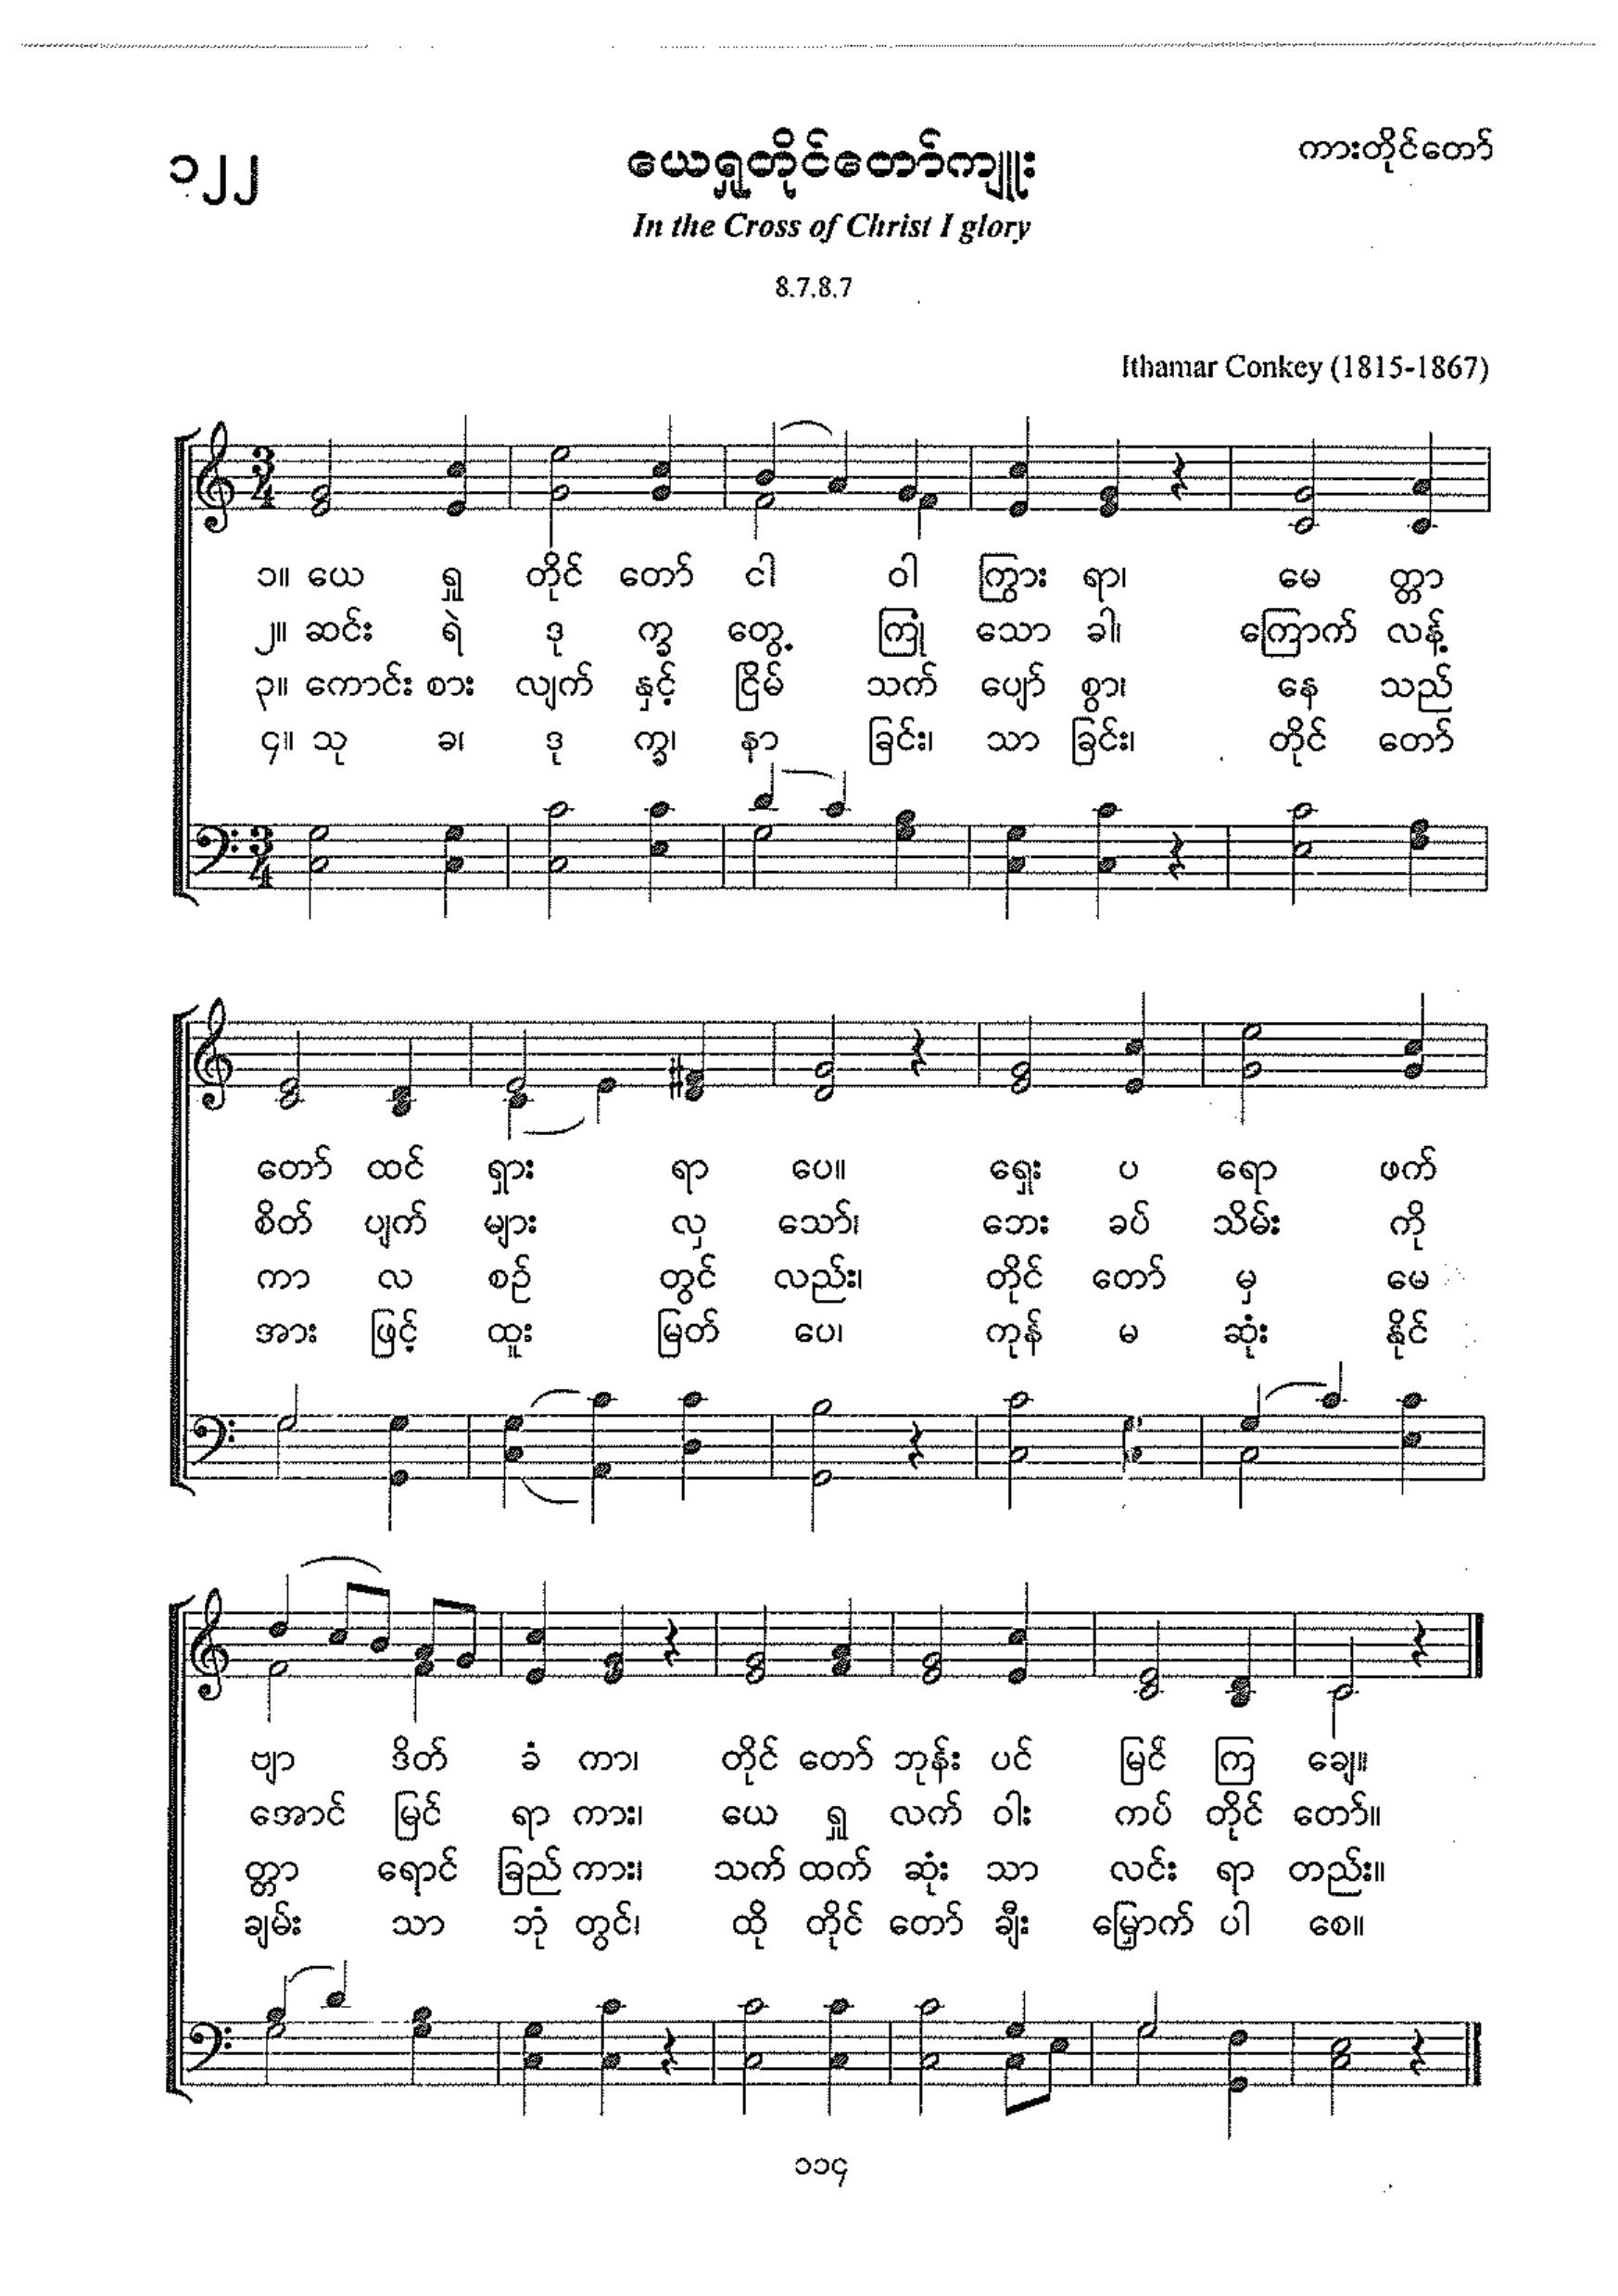 ၁၂၂
ယေရှုတိုင်တော်ကျူး
ကားတိုင်တော်
In the Cross of Christ I glory
8.7.8.7
Ithamar Conkey (1815-1867)
၁။ ယေ ရှု တိုင် တော် ငါ ဝါ ကြွား ရာ၊ မေ တ္တာ
၂။ ဆင်း ရဲ ဒု က္ခ တွေ့ ကြုံ သော ခါ၊ ကြောက် လန့်
၃။ ကောင်း စား လျက် နှင့် ငြိမ် သက် ပျော် စွာ၊ နေ သည်
၄။ သု ခ၊ ဒု က္ခ၊ နာ ခြင်း၊ သာ ခြင်း၊ တိုင် တော်
တော် ထင် ရှား ရာ ပေ။ ရှေး ပ ရော ဖက်
စိတ် ပျက် များ လှ သော်၊ ဘေး ခပ် သိမ်း ကို
ကာ လ စဉ် တွင် လည်း၊ တိုင် တော် မှ မေ
အား ဖြင့် ထူး မြတ် ပေ၊ ကုန် မ ဆုံး နိုင်
ဗျာ ဒိတ် ခံ ကာ၊ တိုင် တော် ဘုန်း ပင် မြင် ကြ ချေ။
အောင် မြင် ရာ ကား၊ ယေ ရှု လက် ဝါး ကပ် တိုင် တော်။
တ္တာ ရောင် ခြည် ကား၊ သက် ထက် ဆုံး သာ လင်း ရာ တည်း။
ချမ်း သာ ဘုံ တွင်၊ ထို တိုင် တော် ချီး မြှောက် ပါ စေ။
၁၁၄